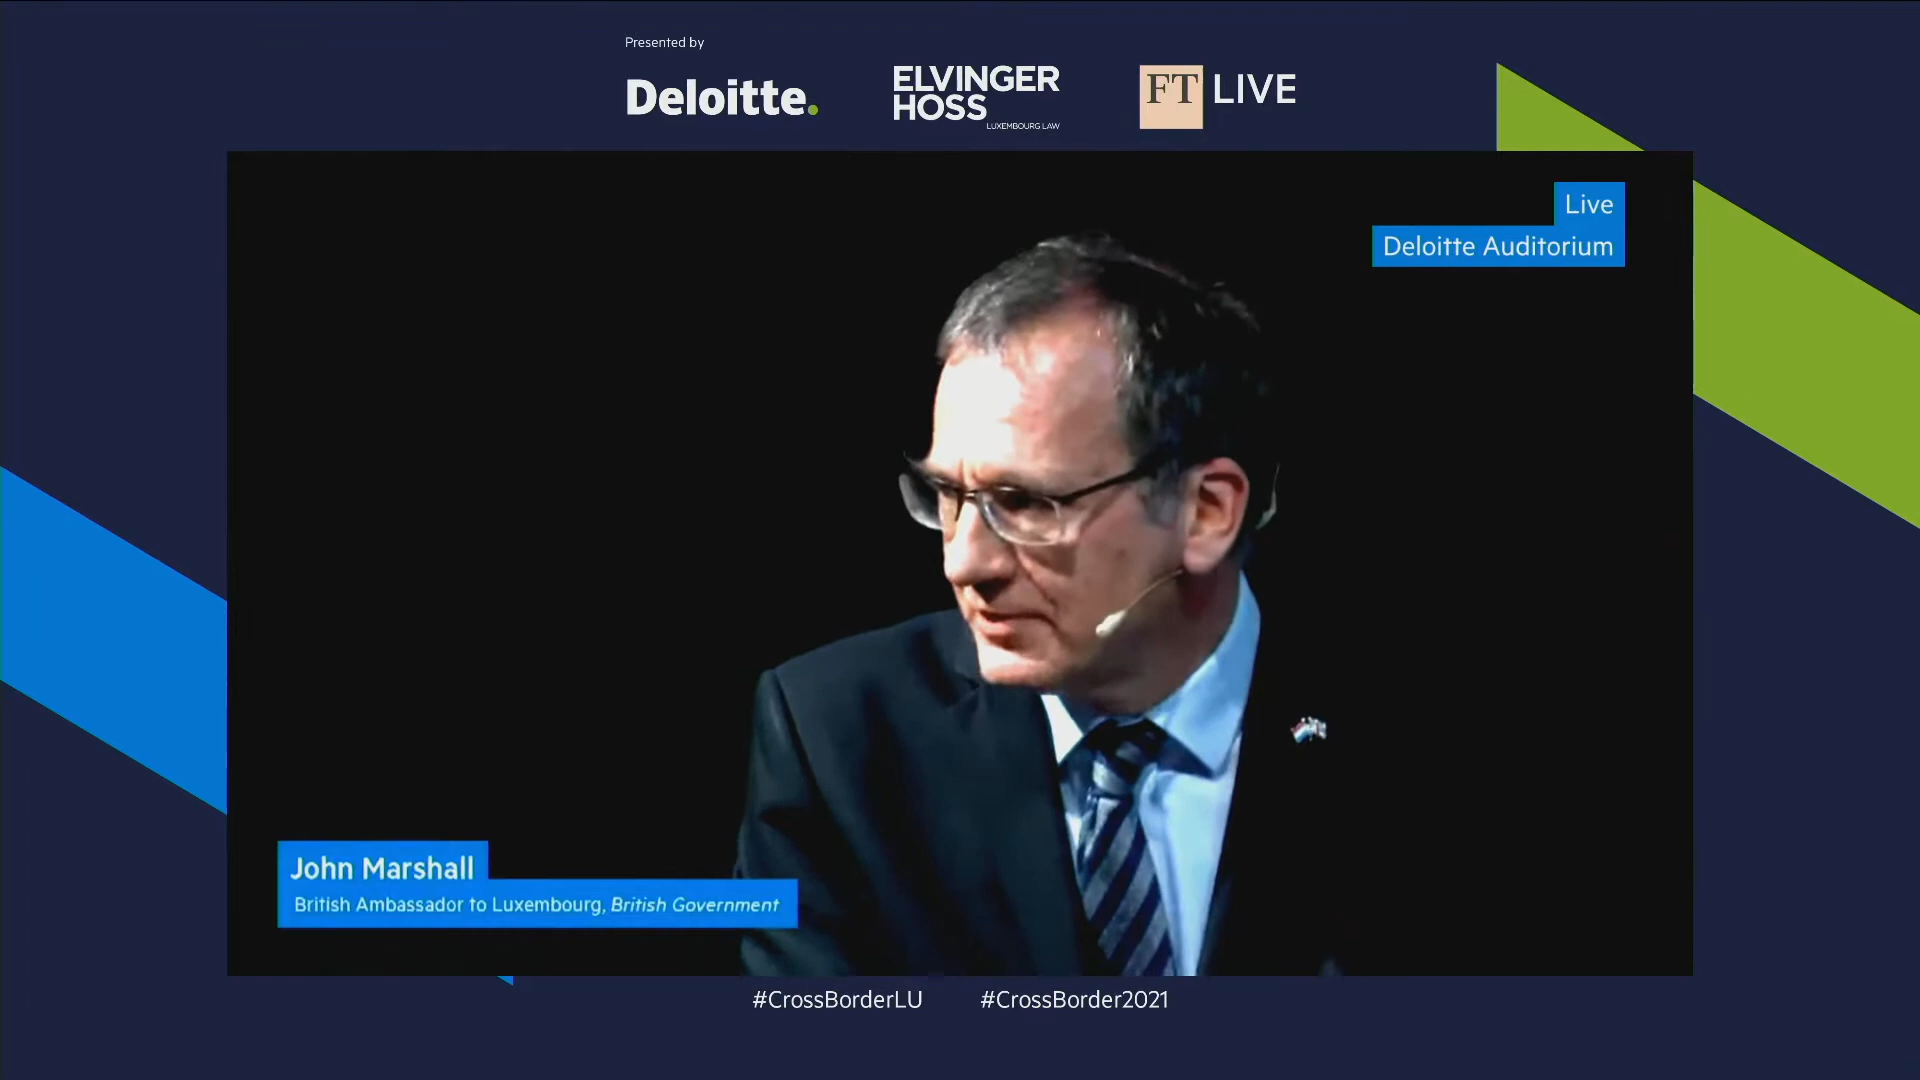 Presented by
Deloitte.
ELVINGER
HOSS
LUXEMBOURG LAW
FT LIVE
Live
Deloitte Auditorium
John Marshall
British Ambassador to Luxembourg, British Government
#CrossBorderLU #CrossBorder2021